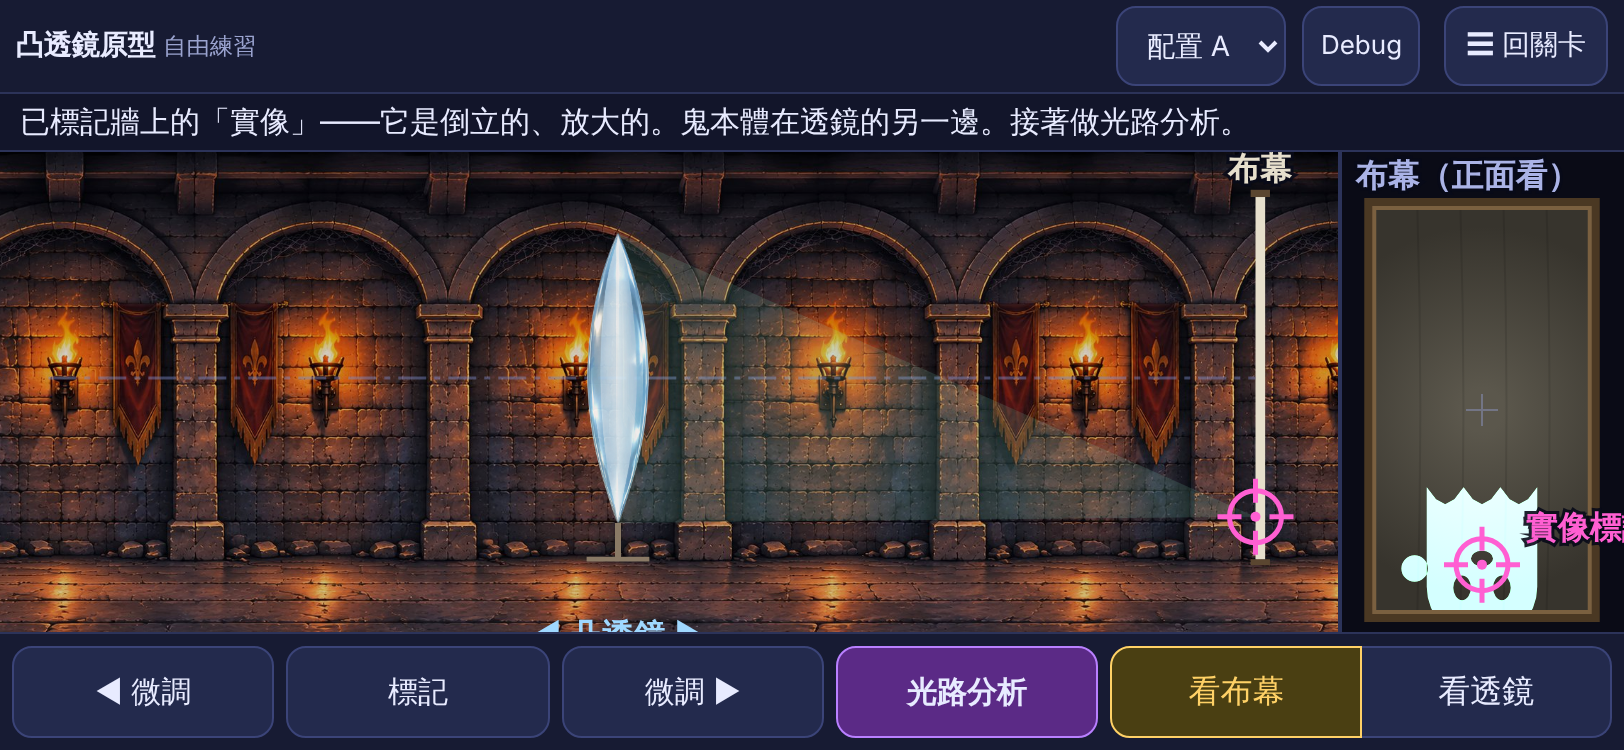 凸透鏡原型 自由練習
配置 A
Debug
☰ 回關卡
已標記牆上的「實像」——它是倒立的、放大的。鬼本體在透鏡的另一邊。接著做光路分析。
布幕
布幕（正面看）
實像標
◀ 凸透鏡 ▶
◀ 微調
標記
微調 ▶
光路分析
看布幕
看透鏡